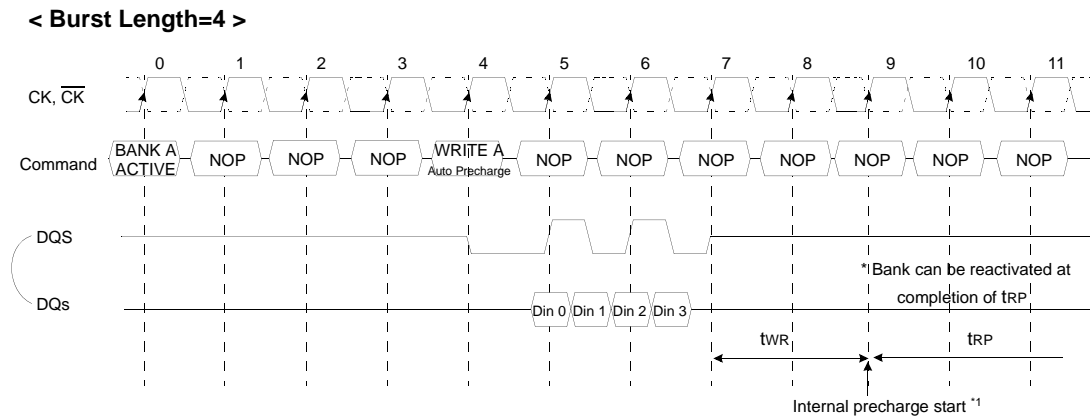 < Burst Length=4 >
0 1 2 3 4 5 6 7 8 9 10 11
CK, CK
Command
BANK A
ACTIVE
NOP NOP NOP
WRITE A
Auto Precharge
NOP NOP NOP NOP NOP NOP NOP
DQS
* Bank can be reactivated at
completion of tRP
DQs
Din 0 Din 1 Din 2 Din 3
tWR tRP
Internal precharge start *1